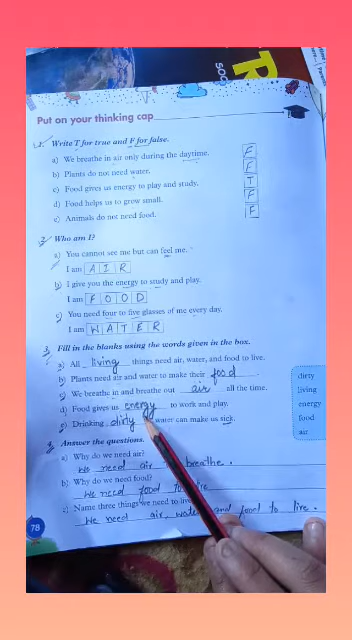 Put on your thinking cap
1. Write T for true and F for false.
a) We breathe in air only during the daytime. F
b) Plants do not need water. F
c) Food gives us energy to play and study. T
d) Food helps us to grow small. F
e) Animals do not need food. F
2. Who am I?
a) You cannot see me but can feel me.
I am A I R
b) I give you the energy to study and play.
I am F O O D
c) You need four to five glasses of me every day.
I am W A T E R
3. Fill in the blanks using the words given in the box.
a) All living things need air, water, and food to live.
b) Plants need air and water to make their food.
c) We breathe in and breathe out air all the time.
d) Food gives us energy to work and play.
e) Drinking dirty water can make us sick.
dirty
living
energy
food
air
Answer the questions.
a) Why do we need air?
We need air breathe.
b) Why do we need food?
We need food to live
c) Name three things we need to live
We need air, water and food to live.
78